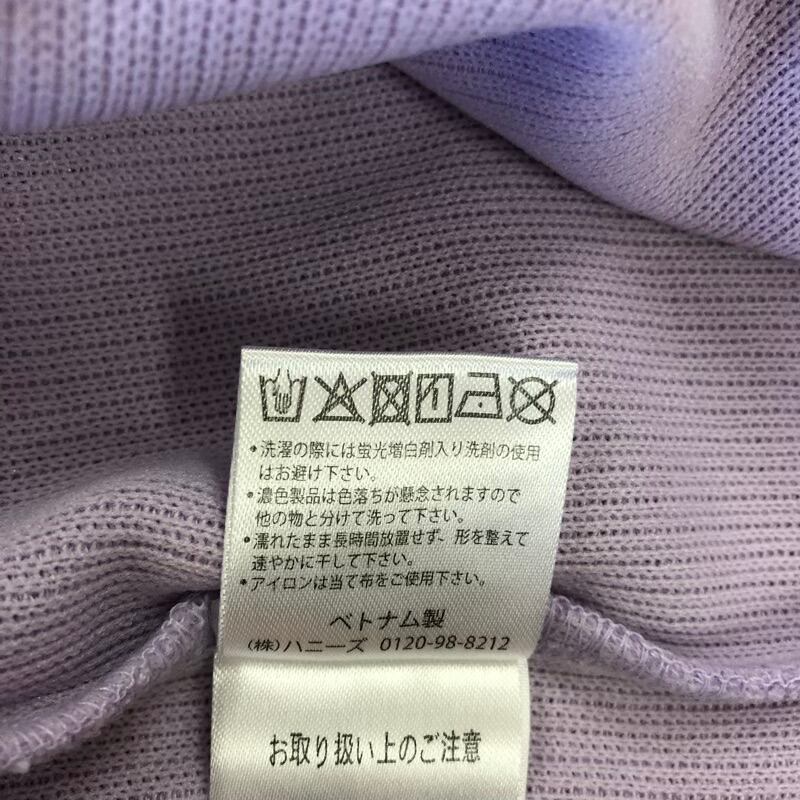 •洗濯の際には蛍光増白剤入り洗剤の使用
はお避け下さい。
•濃色製品は色落ちが懸念されますので
他の物と分けて洗って下さい。
•濡れたまま長時間放置せず、形を整えて
速やかに干して下さい。
•アイロンは当て布をご使用下さい。
ベトナム製
(株)ハニーズ 0120-98-8212
お取り扱い上のご注意